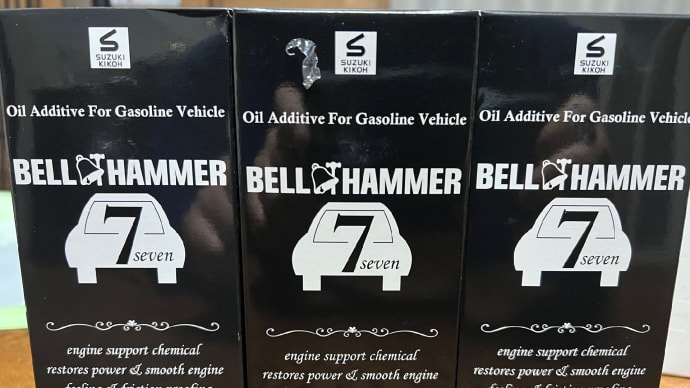 SUZUKI
KIKOH
Oil Additive For Gasoline Vehicle
BELL HAMMER
7 seven
engine support chemical
restores power & smooth engine
SUZUKI
KIKOH
Oil Additive For Gasoline Vehicle
BELL HAMMER
7 seven
engine support chemical
restores power & smooth engine
SUZUKI
KIKOH
Oil Additive For Gasoline Vehicl
BELL HAMMER
7 seven
engine support chemical
restores power & smooth engine